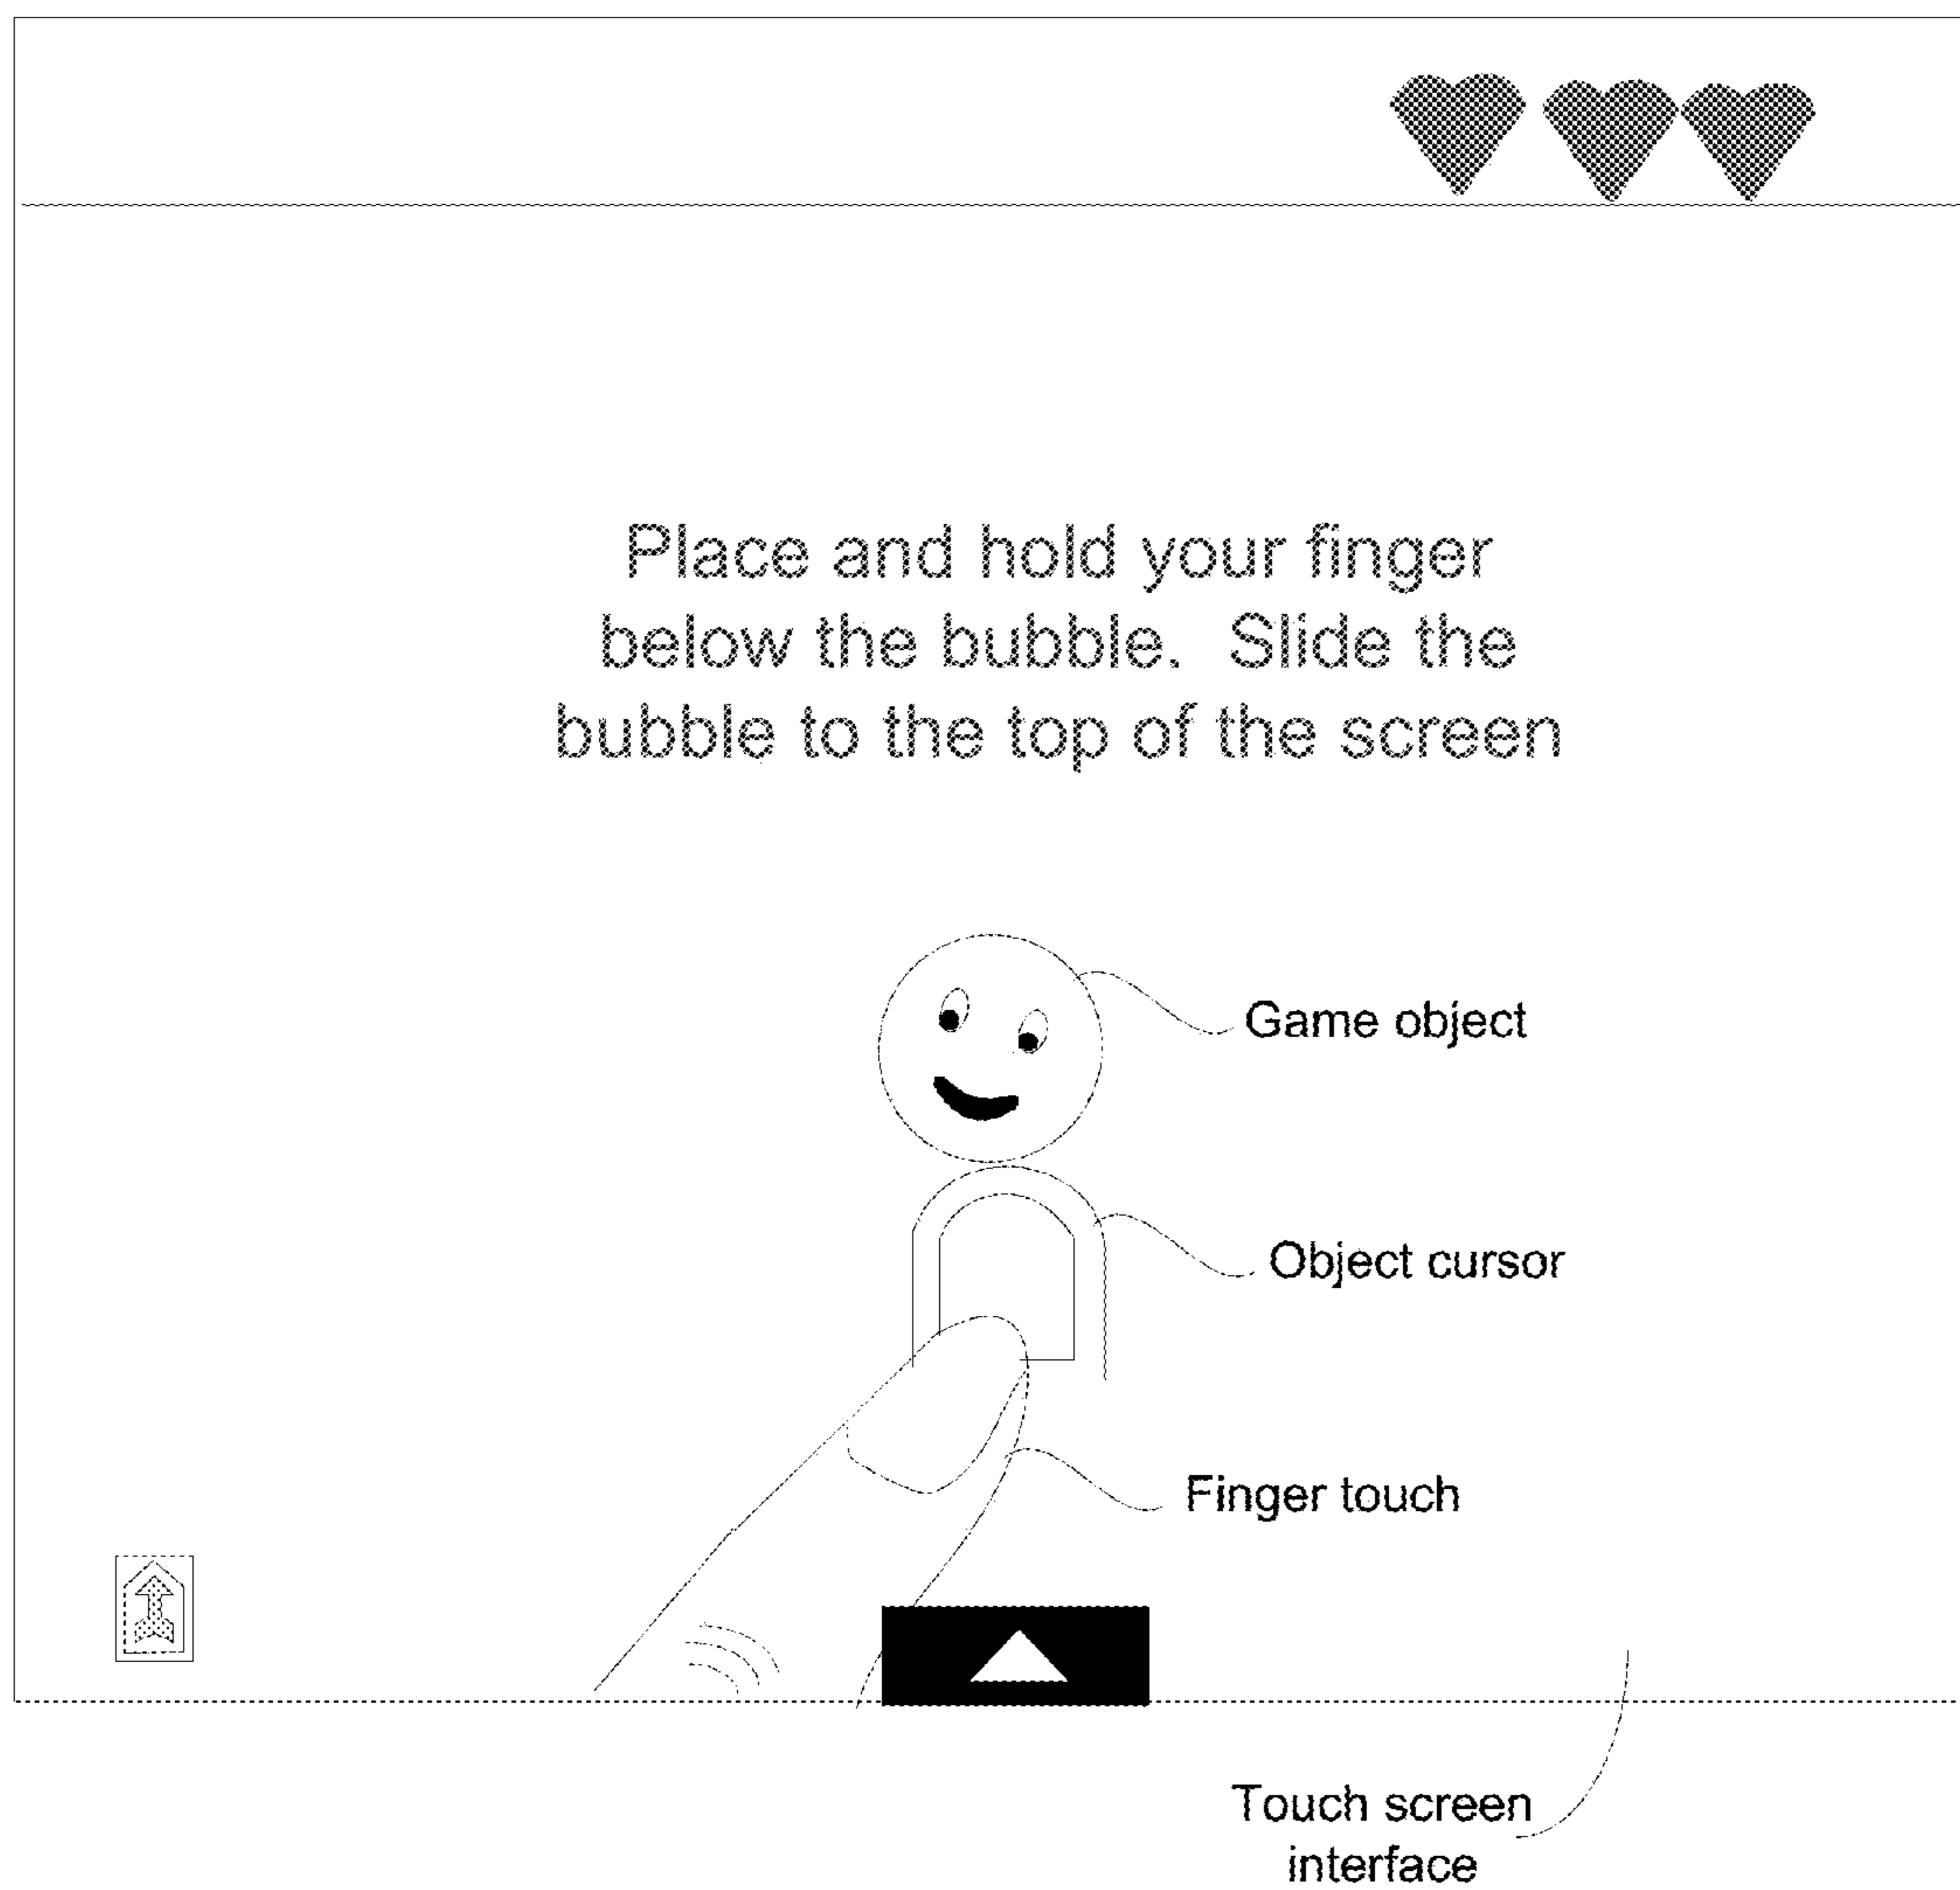 Place and hold your finger
below the bubble.  Slide the
bubble to the top of the screen
Game object
Object cursor
Finger touch
Touch screen
interface